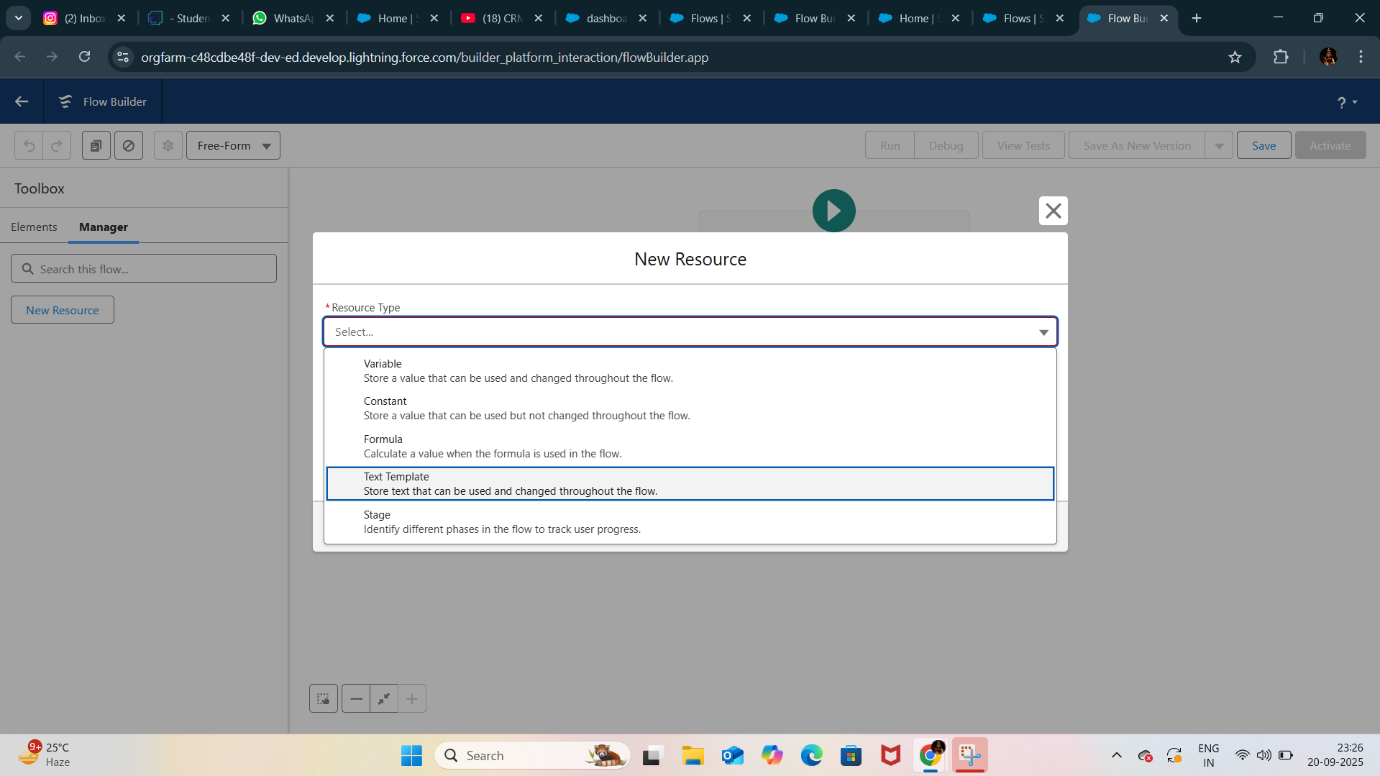 (2) Inbox
- Studen
WhatsAp
Home | S
(18) CRM
dashboa
Flows | S
Flow Bui
Home | S
Flows | S
Flow Bui
orgfarm-c48cdbe48f-dev-ed.develop.lightning.force.com/builder_platform_interaction/flowBuilder.app
Flow Builder
?
Free-Form
Run
Debug
View Tests
Save As New Version
Save
Activate
Toolbox
Elements
Manager
Search this flow...
New Resource
New Resource
* Resource Type
Select...
Variable
Store a value that can be used and changed throughout the flow.
Constant
Store a value that can be used but not changed throughout the flow.
Formula
Calculate a value when the formula is used in the flow.
Text Template
Store text that can be used and changed throughout the flow.
Stage
Identify different phases in the flow to track user progress.
9+
25°C
Haze
Search
ENG
IN
23:26
20-09-2025